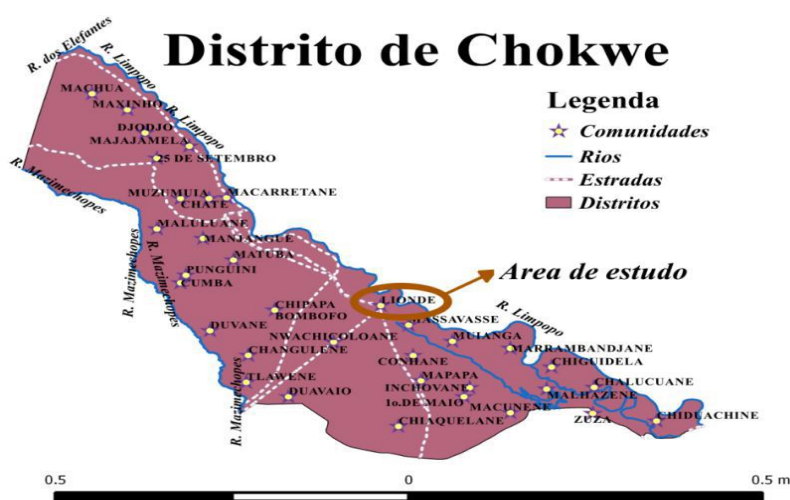 Distrito de Chokwe
Legenda
Comunidades
Rios
Estradas
Distritos
Area de estudo
R. dos Elefantes
R. Limpopo
R. Limpopo
MACHUA
MAXINHO
DJODJO
MAJAJAMELA
25 DE SETEMBRO
R. Mazimechopes
MUZUMUIA
MACARRETANE
CHATE
MALULUANE
MANJANGUE
R. Mazimechopes
R. Mazimechopes
MATUBA
PUNGUINI
CUMBA
LIONDE
CHIPAPA
BOMBOFO
R. Limpopo
MASSAVASSE
DUVANE
NWACHICOLOANE
MUIANGA
MARRAMBANDJANE
CHANGULENE
CONHANE
CHIGUIDELA
R. Mazimechopes
TLAWENE
MAPAPA
CHALUCUANE
INCHOVANE
DUAVAIO
MALHAZENE
1o.DE MAIO
MACUNENE
ZUZA
CHIDUACHINE
CHIAQUELANE
0.5
0
0.5 m